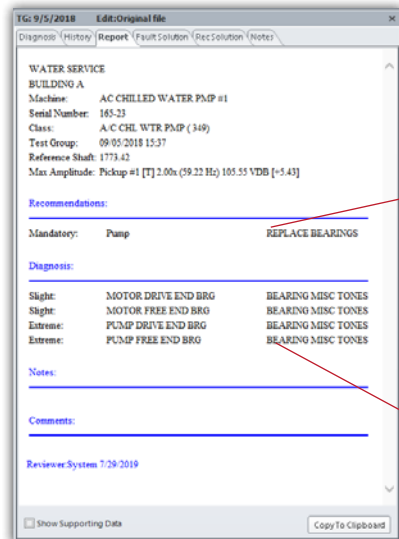 TG: 9/5/2018 Edit:Original file ×
Diagnosis History Report Fault Solution Rec Solution Notes
WATER SERVICE
BUILDING A
Machine: AC CHILLED WATER PMP #1
Serial Number: 165-23
Class: A/C CHL WTR PMP ( 349)
Test Group: 09/05/2018 15:37
Reference Shaft: 1773.42
Max Amplitude: Pickup #1 [T] 2.00x (59.22 Hz) 105.55 VDB [+5.43]
Recommendations:
Mandatory: Pump REPLACE BEARINGS
Diagnosis:
Slight: MOTOR DRIVE END BRG BEARING MISC TONES
Slight: MOTOR FREE END BRG BEARING MISC TONES
Extreme: PUMP DRIVE END BRG BEARING MISC TONES
Extreme: PUMP FREE END BRG BEARING MISC TONES
Notes:
Comments:
Reviewer:System 7/29/2019
Show Supporting Data Copy To Clipboard